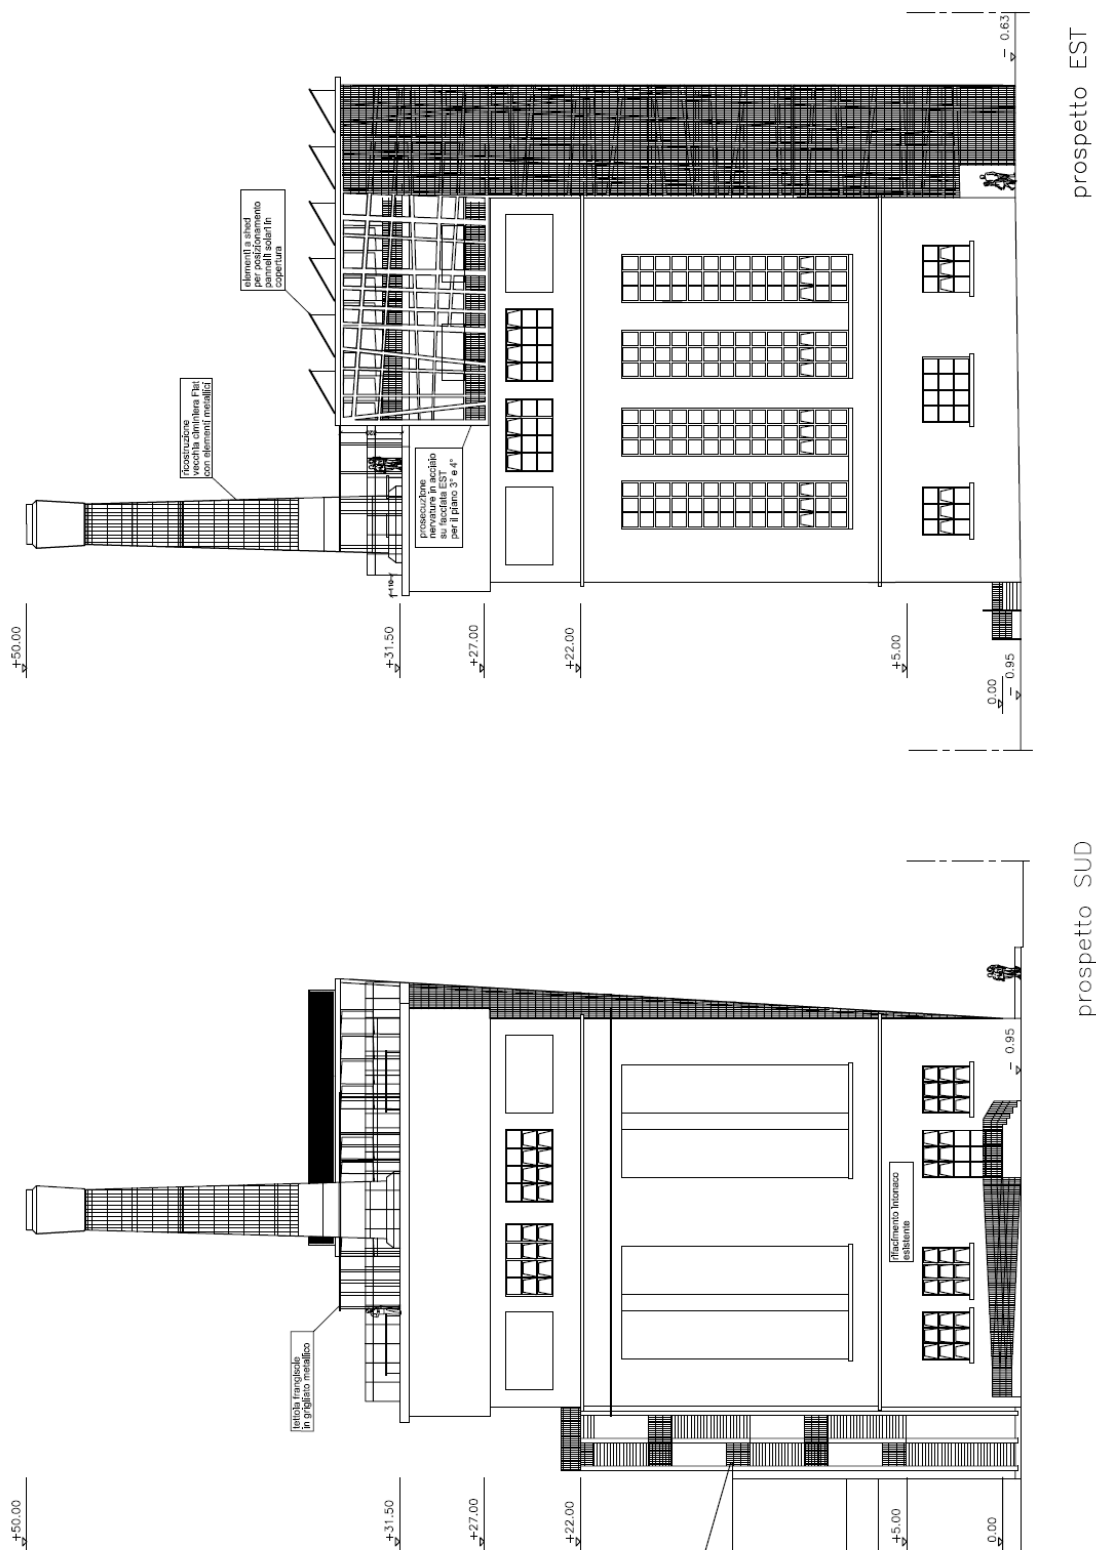 prospetto EST
- 0.63
elementi a shed
per posizionamento
pannelli solari in
copertura
ricostruzione
vecchia ciminiera Fiat
con elementi metallici
prosecuzione
nervature in acciaio
su facciata EST
per il piano 3° e 4°
+50.00
+31.50
+27.00
+22.00
+5.00
0.00
- 0.95
prospetto SUD
- 0.95
rifacimento intonaco
esistente
tettoia frangisole
in grigliato metallico
+50.00
+31.50
+27.00
+22.00
+5.00
0.00